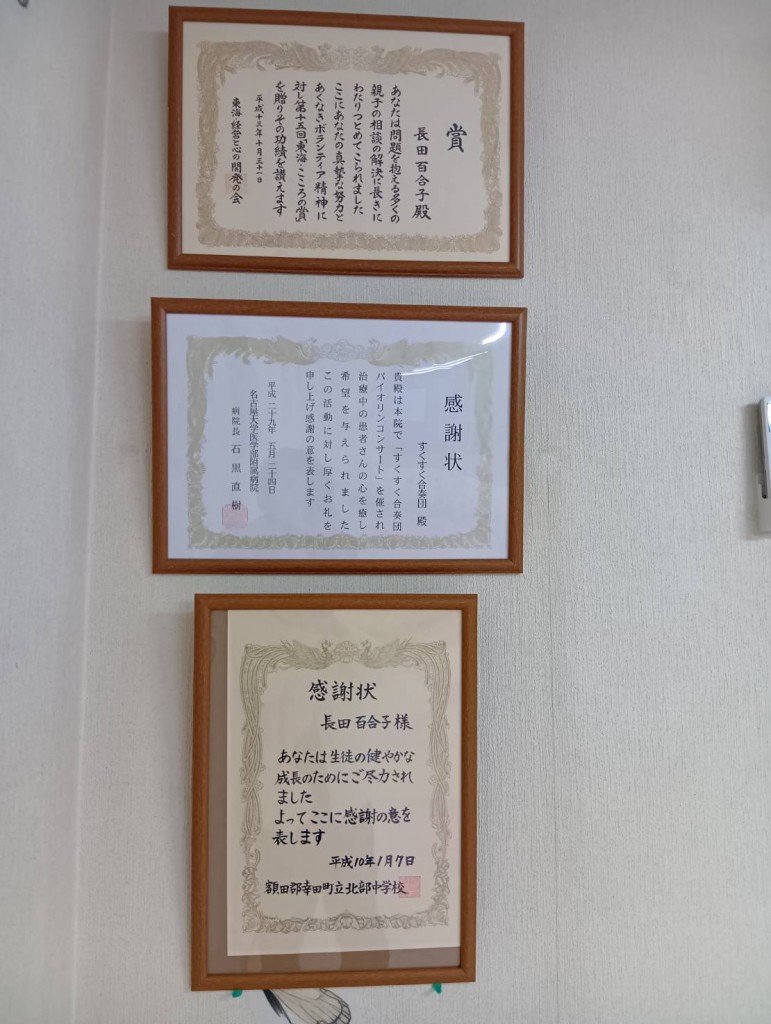 賞
長田百合子殿
あなたは問題を抱える多くの
親子の相談の解決に長きに
わたりつとめてこられました
ここにあなたの真摯な努力と
あくなきボランティア精神に
対し第十五回「東海・こころの賞」
を贈りその功績を讃えます
平成十三年十月三十一日
東海・経営と心の開発の会
感謝状
すくすく合奏団 殿
貴殿は本院で「すくすく合奏団
バイオリンコンサート」を催され
治療中の患者さんの心を癒し
希望を与えられました
この活動に対し厚くお礼を
申し上げ感謝の意を表します
平成二十九年 五月二十四日
名古屋大学医学部附属病院
病院長 石黒直樹
感謝状
長田百合子様
あなたは生徒の健やかな
成長のためにご尽力され
ました
よってここに感謝の意を
表します
平成10年1月7日
額田郡幸田町立北部中学校